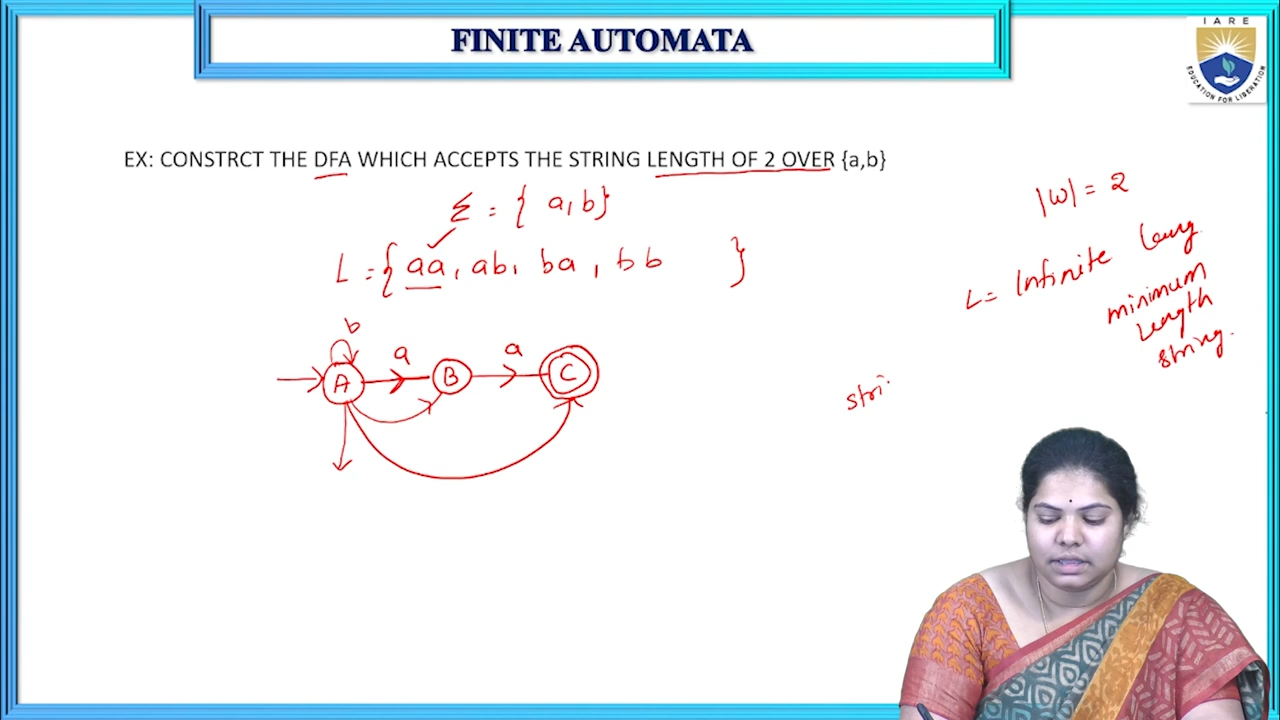 FINITE AUTOMATA
IARE
EDUCATION FOR LIBERATION
EX: CONSTRCT THE DFA WHICH ACCEPTS THE STRING LENGTH OF 2 OVER {a,b}
Σ = { a, b}
|w| = 2
L = { aa, ab, ba, bb }
L = Infinite
minimum
length
string.
b
a
a
A
B
C
stri